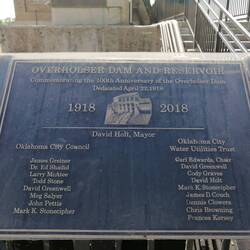 OVERHOLSER DAM AND RESERVOIR
Commemorating the 100th Anniversary of the Overholser Dam
Dedicated April 22, 1918
1918 2018
David Holt, Mayor
Oklahoma City Council
James Greiner
Dr. Ed Shadid
Larry McAtee
Todd Stone
David Greenwell
Meg Salyer
John Pettis
Mark K. Stonecipher
Oklahoma City
Water Utilities Trust
Carl Edwards, Chair
David Greenwell
Cody Graves
David Holt
Mark K. Stonecipher
James D Couch
Dennis Clowers
Chris Browning
Frances Kersey